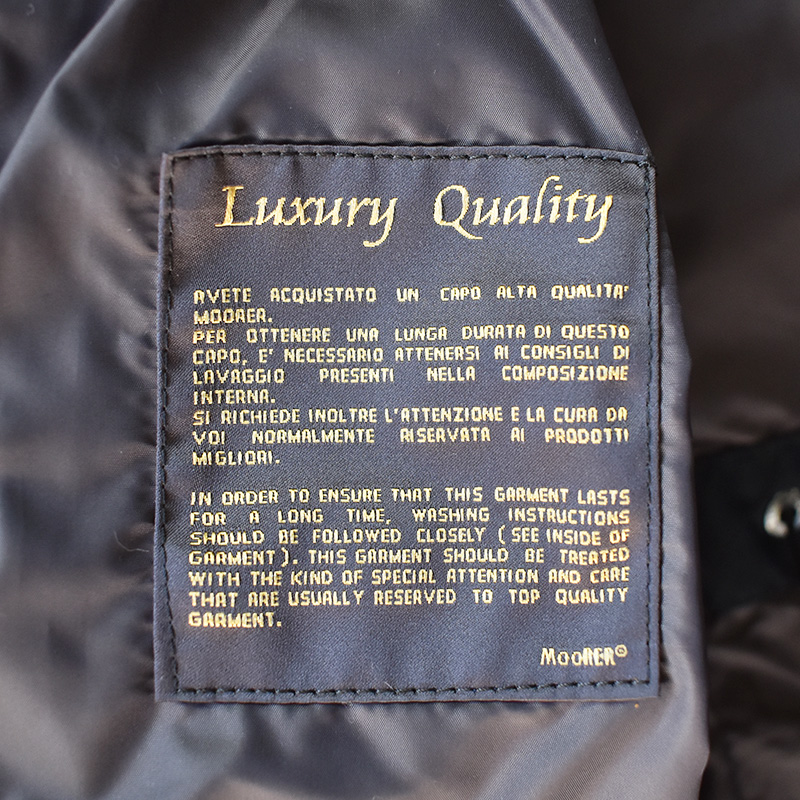 Luxury Quality
AVETE ACQUISTATO UN CAPO ALTA QUALITA'
MOORER.
PER OTTENERE UNA LUNGA DURATA DI QUESTO
CAPO, E' NECESSARIO ATTENERSI AI CONSIGLI DI
LAVAGGIO PRESENTI NELLA COMPOSIZIONE
INTERNA.
SI RICHIEDE INOLTRE L'ATTENZIONE E LA CURA DA
VOI NORMALMENTE RISERVATA AI PRODOTTI
MIGLIORI.
IN ORDER TO ENSURE THAT THIS GARMENT LASTS
FOR A LONG TIME, WASHING INSTRUCTIONS
SHOULD BE FOLLOWED CLOSELY ( SEE INSIDE OF
GARMENT ). THIS GARMENT SHOULD BE TREATED
WITH THE KIND OF SPECIAL ATTENTION AND CARE
THAT ARE USUALLY RESERVED TO TOP QUALITY
GARMENT.
MooRER®